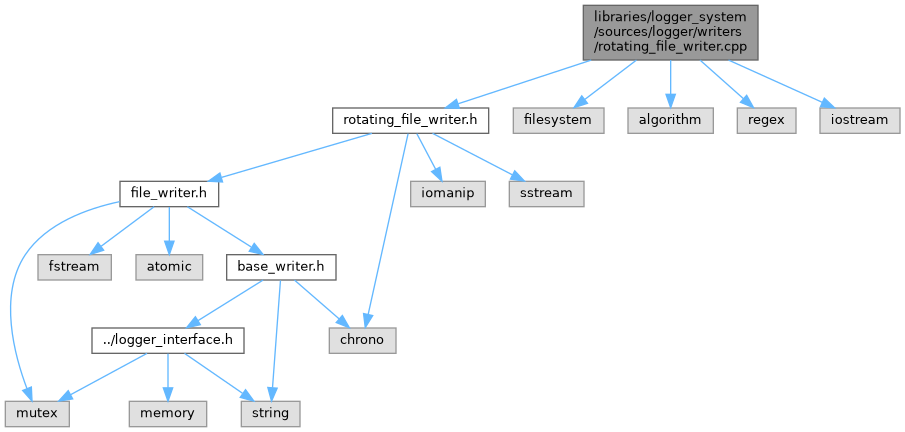 libraries/logger_system
/sources/logger/writers
/rotating_file_writer.cpp
rotating_file_writer.h
filesystem
algorithm
regex
iostream
file_writer.h
iomanip
sstream
fstream
atomic
base_writer.h
../logger_interface.h
chrono
mutex
memory
string